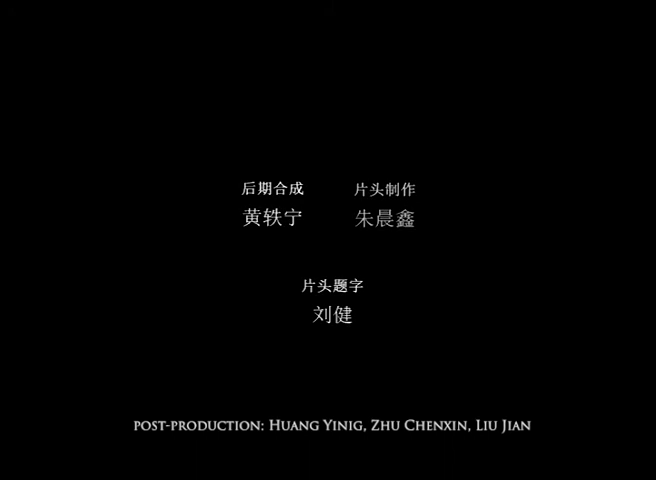 后期合成 片头制作
黄轶宁 朱晨鑫
片头题字
刘健
POST-PRODUCTION: HUANG YINIG, ZHU CHENXIN, LIU JIAN